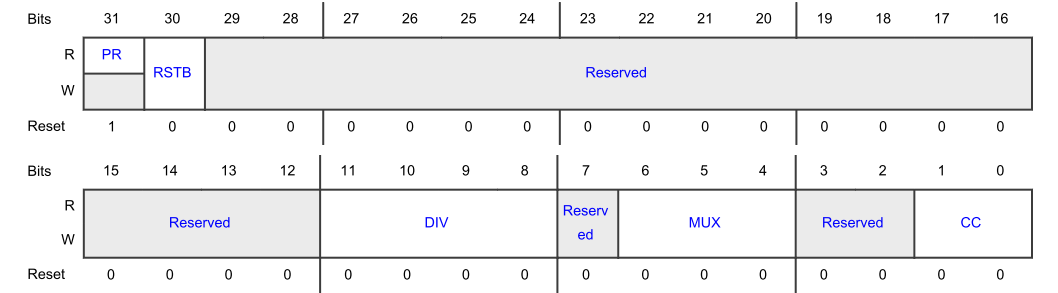 Bits 31 30 29 28 27 26 25 24 23 22 21 20 19 18 17 16
R PR RSTB Reserved
W
Reset 1 0 0 0 0 0 0 0 0 0 0 0 0 0 0 0
Bits 15 14 13 12 11 10 9 8 7 6 5 4 3 2 1 0
R Reserved DIV Reserv MUX Reserved CC
W ed
Reset 0 0 0 0 0 0 0 0 0 0 0 0 0 0 0 0